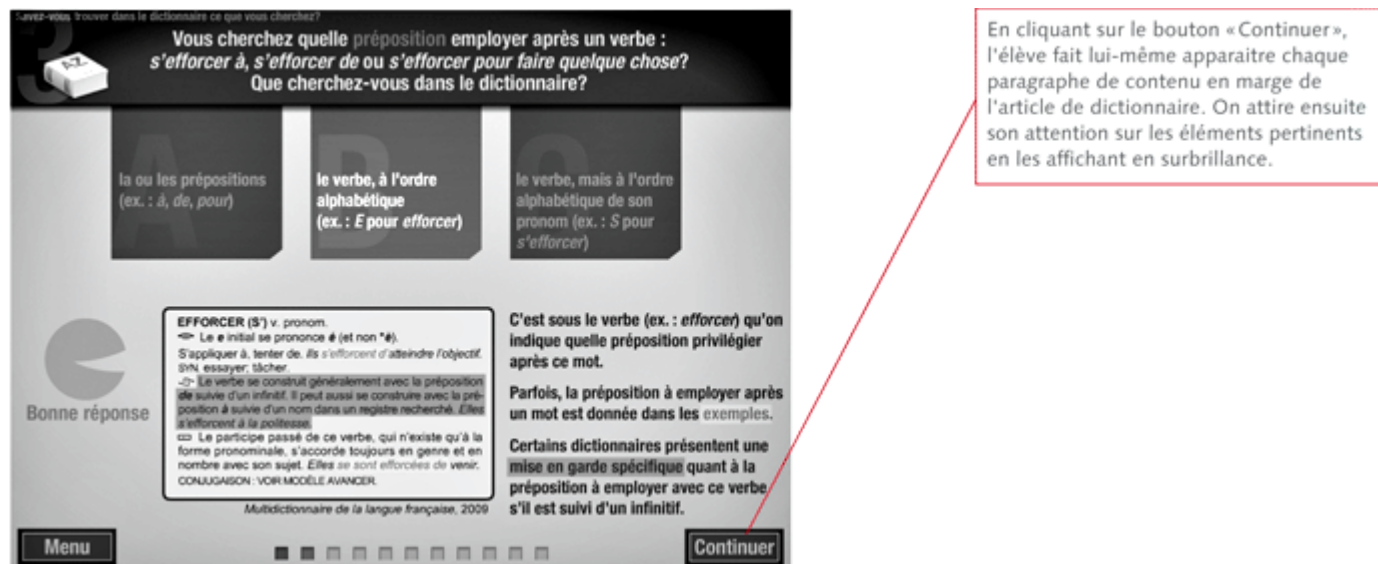 Savez-vous trouver dans le dictionnaire ce que vous cherchez?
3
AZ
Vous cherchez quelle préposition employer après un verbe :
s'efforcer à, s'efforcer de ou s'efforcer pour faire quelque chose?
Que cherchez-vous dans le dictionnaire?
A
la ou les prépositions
(ex. : à, de, pour)
B
le verbe, à l'ordre
alphabétique
(ex. : E pour efforcer)
C
le verbe, mais à l'ordre
alphabétique de son
pronom (ex. : S pour
s'efforcer)
Bonne réponse
EFFORCER (S') v. pronom.
Le e initial se prononce é (et non *è).
S'appliquer à, tenter de. Ils s'efforcent d'atteindre l'objectif.
SYN. essayer; tâcher.
Le verbe se construit généralement avec la préposition
de suivie d'un infinitif. Il peut aussi se construire avec la pré-
position à suivie d'un nom dans un registre recherché. Elles
s'efforcent à la politesse.
Le participe passé de ce verbe, qui n'existe qu'à la
forme pronominale, s'accorde toujours en genre et en
nombre avec son sujet. Elles se sont efforcées de venir.
CONJUGAISON : VOIR MODÈLE AVANCER.
Multidictionnaire de la langue française, 2009
C'est sous le verbe (ex. : efforcer) qu'on
indique quelle préposition privilégier
après ce mot.
Parfois, la préposition à employer après
un mot est donnée dans les exemples.
Certains dictionnaires présentent une
mise en garde spécifique quant à la
préposition à employer avec ce verbe
s'il est suivi d'un infinitif.
Menu
Continuer
En cliquant sur le bouton «Continuer»,
l'élève fait lui-même apparaitre chaque
paragraphe de contenu en marge de
l'article de dictionnaire. On attire ensuite
son attention sur les éléments pertinents
en les affichant en surbrillance.